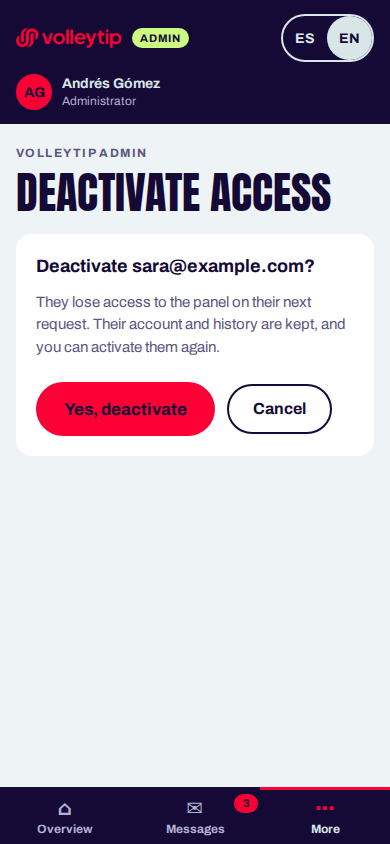 volleytip ADMIN ES EN
AG Andrés Gómez
Administrator
VOLLEYTIP ADMIN
DEACTIVATE ACCESS
Deactivate sara@example.com?
They lose access to the panel on their next
request. Their account and history are kept, and
you can activate them again.
Yes, deactivate Cancel
3
Overview Messages More